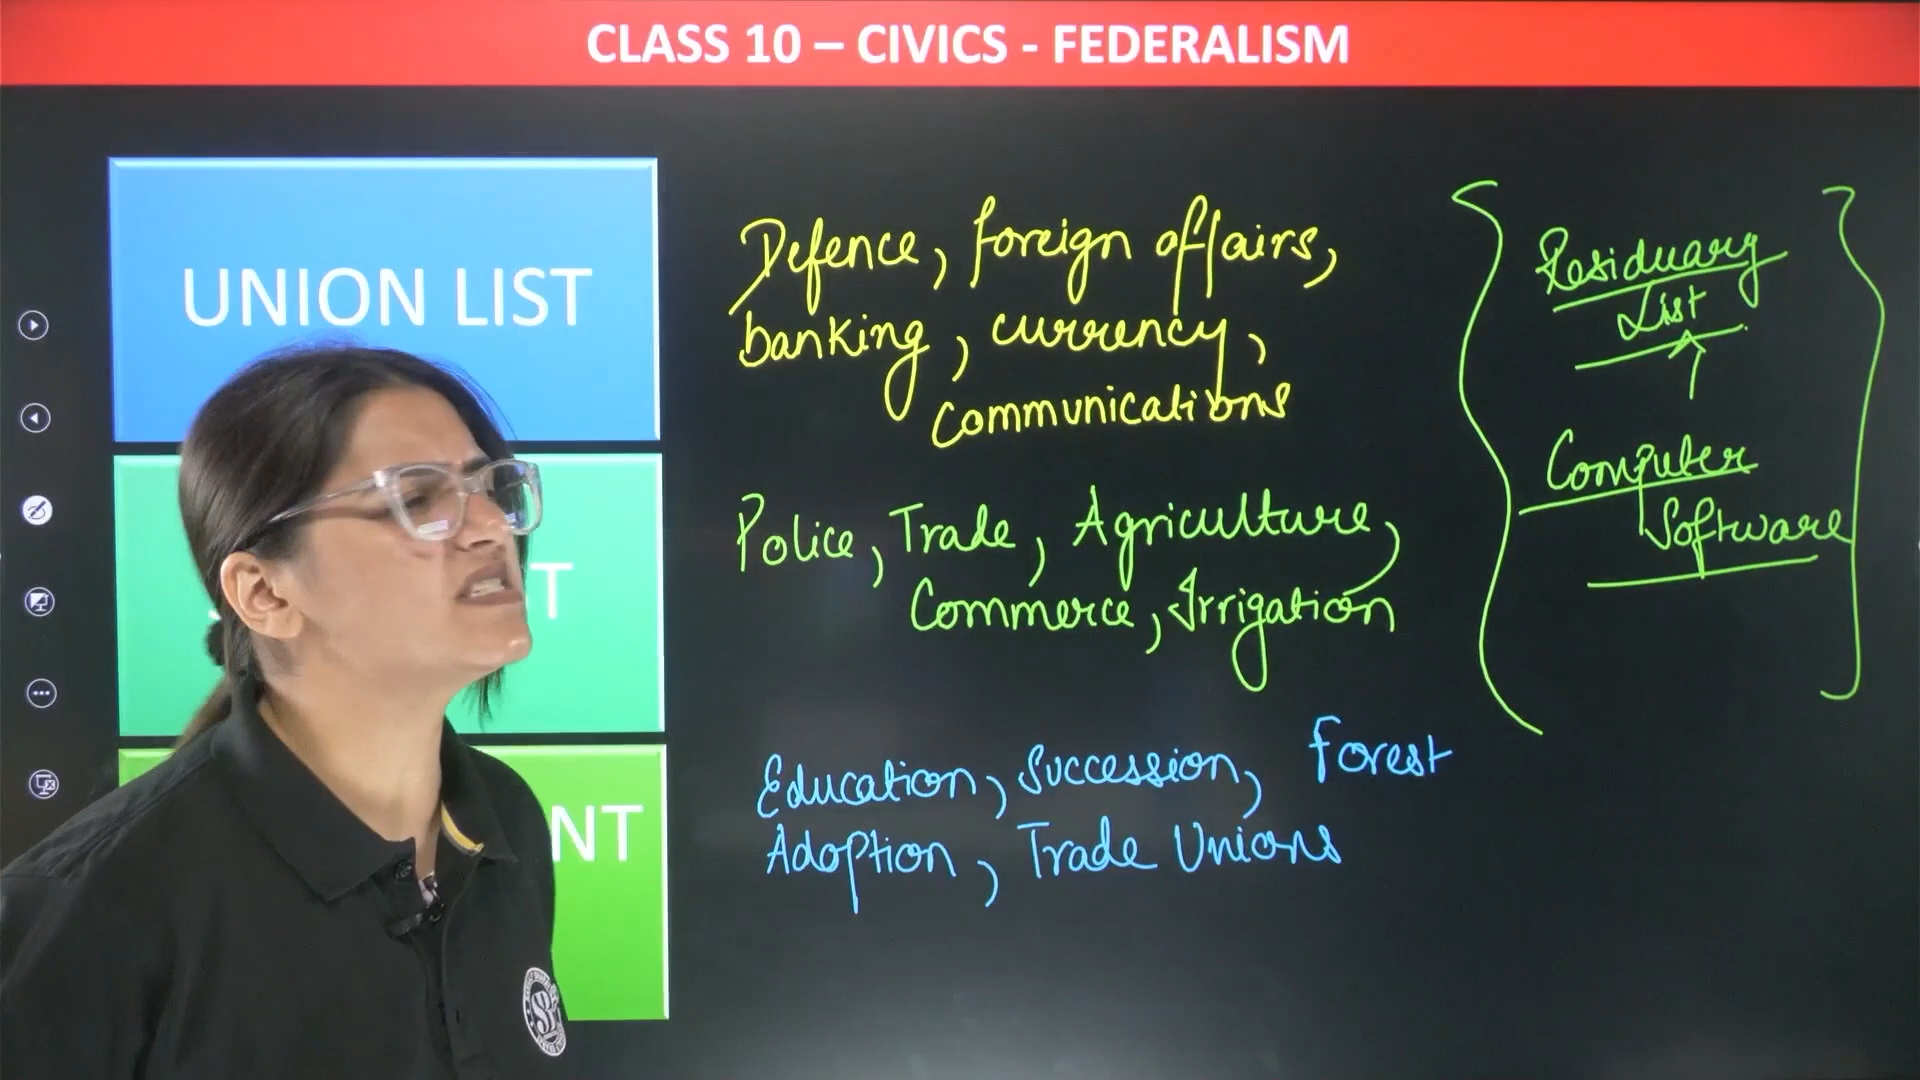 CLASS 10 – CIVICS - FEDERALISM
UNION LIST
Defence, foreign affairs,
banking, currency,
Communications
T
Police, Trade, Agriculture,
Commerce, Irrigation
NT
Education, Succession, Forest
Adoption, Trade Unions
Residuary
List
Computer
Software